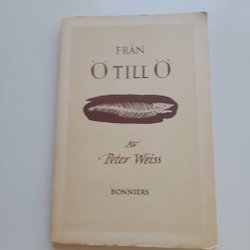 FRÅN
Ö TILL Ö
AV
Peter Weiss
BONNIERS